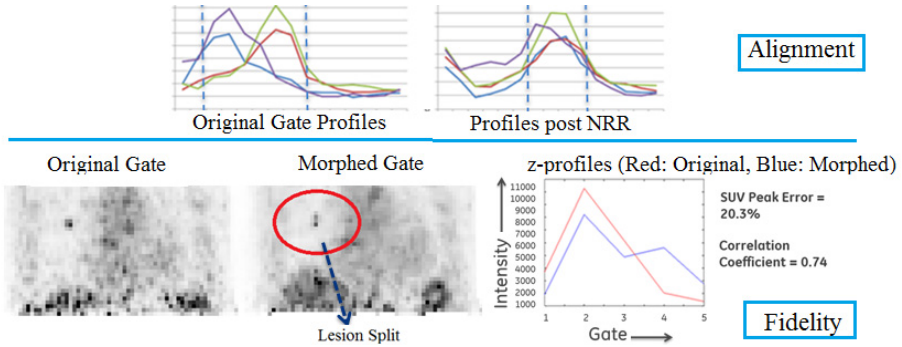 Alignment
Original Gate Profiles
Profiles post NRR
Original Gate
Morphed Gate
z-profiles (Red: Original, Blue: Morphed)
Intensity
11000
10000
9000
8000
7000
6000
5000
4000
3000
2000
1000
1 2 3 4 5
Gate
SUV Peak Error =
20.3%
Correlation
Coefficient = 0.74
Lesion Split
Fidelity